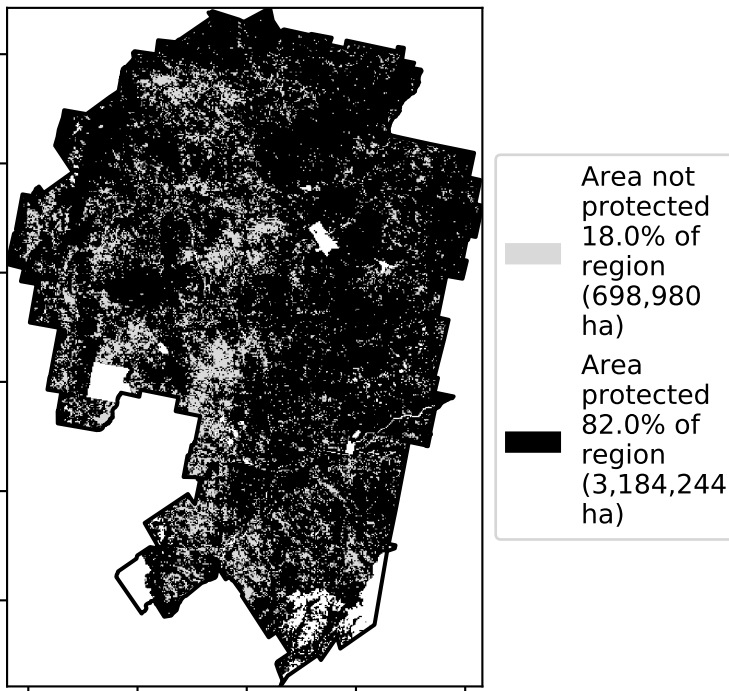 Area not
protected
18.0% of
region
(698,980
ha)
Area
protected
82.0% of
region
(3,184,244
ha)